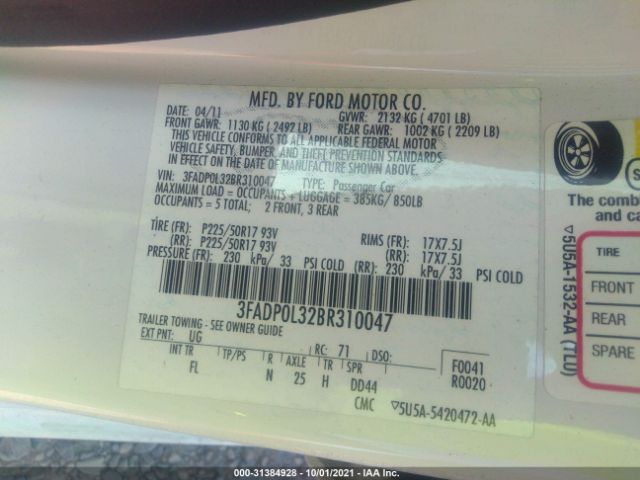 MFD. BY FORD MOTOR CO.
DATE: 04/11 GVWR: 2132 KG ( 4701 LB)
FRONT GAWR: 1130 KG ( 2492 LB) REAR GAWR: 1002 KG ( 2209 LB)
THIS VEHICLE CONFORMS TO ALL APPLICABLE FEDERAL MOTOR
VEHICLE SAFETY, BUMPER, AND THEFT PREVENTION STANDARDS
IN EFFECT ON THE DATE OF MANUFACTURE SHOWN ABOVE.
VIN: 3FADP0L32BR310047 TYPE: Passenger Car
MAXIMUM LOAD = OCCUPANTS + LUGGAGE = 385KG/ 850LB
OCCUPANTS = 5 TOTAL; 2 FRONT, 3 REAR
TIRE (FR): P225/50R17 93V RIMS (FR): 17X7.5J
(RR): P225/50R17 93V (RR): 17X7.5J
PRESSURE (FR): 230 kPa/ 33 PSI COLD (RR): 230 kPa/ 33 PSI COLD
3FADP0L32BR310047
TRAILER TOWING - SEE OWNER GUIDE
EXT PNT: UG RC: 71 DSO: F0041
INT TR TP/PS R AXLE TR SPR R0020
FL N 25 H DD44
CMC ▽5U5A-5420472-AA
The comb
and ca
▽5U5A-1532-AA (TLU)
TIRE
FRONT
REAR
SPARE
000-31384928 - 10/01/2021 - IAA Inc.